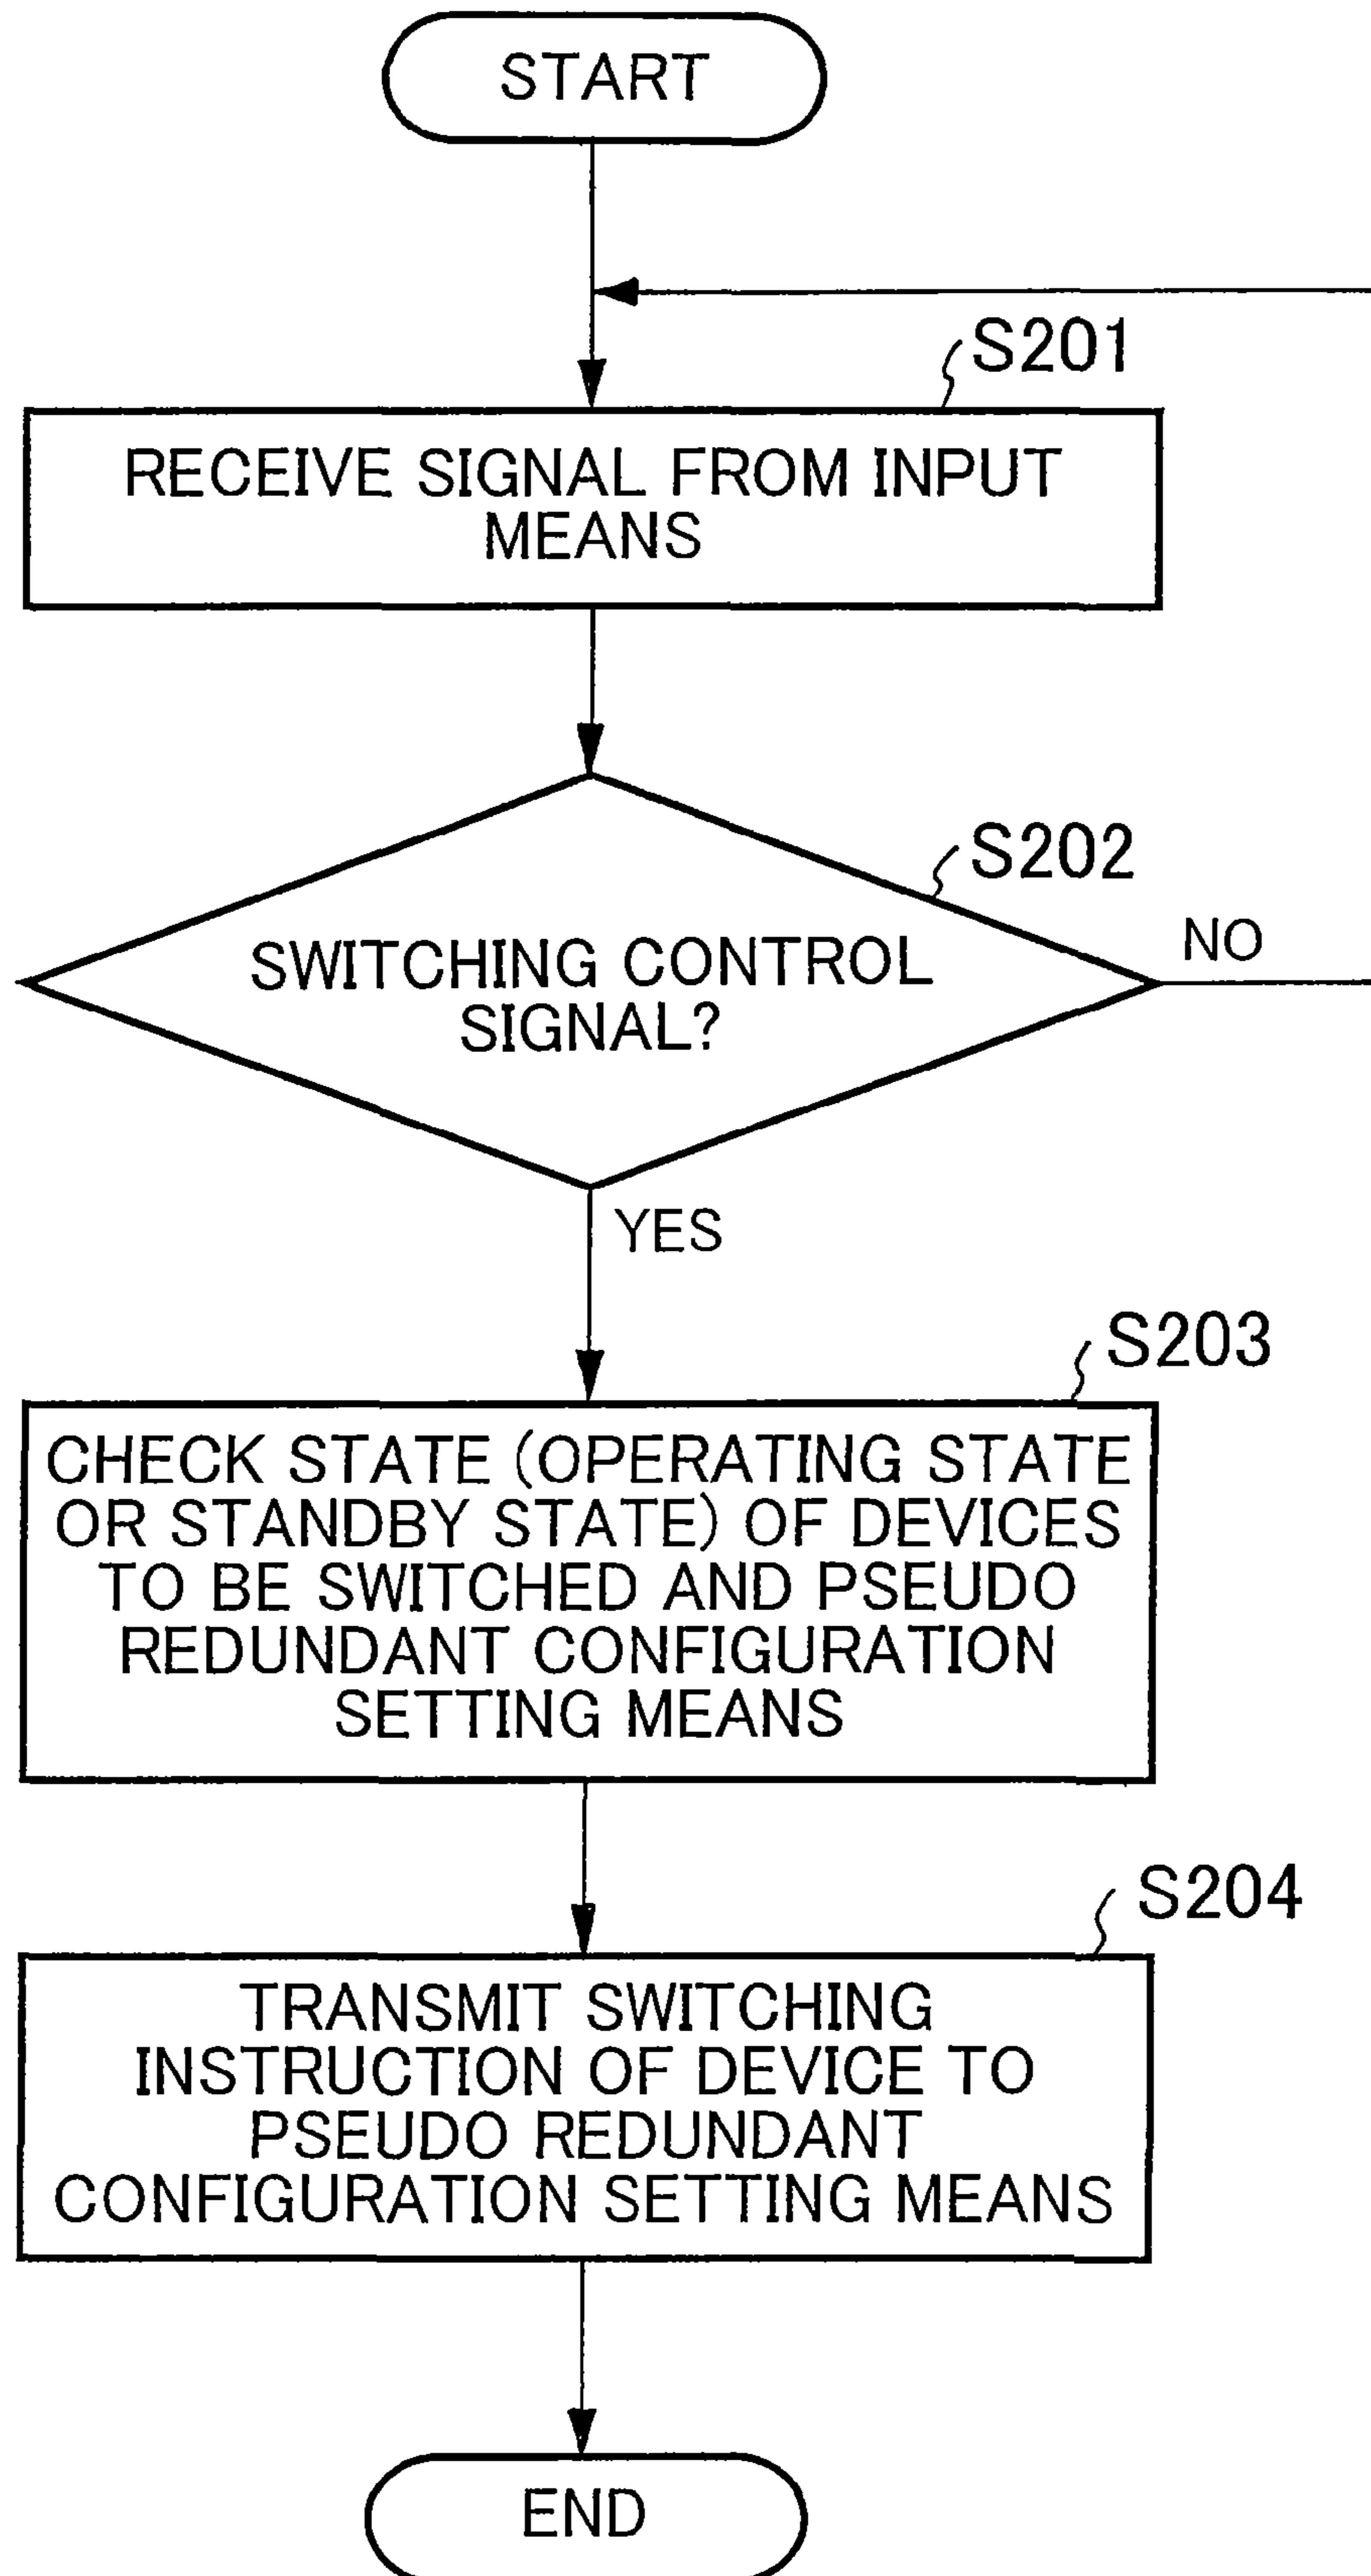 START
S201
RECEIVE SIGNAL FROM INPUT
MEANS
S202
SWITCHING CONTROL
SIGNAL?
NO
YES
S203
CHECK STATE (OPERATING STATE
OR STANDBY STATE) OF DEVICES
TO BE SWITCHED AND PSEUDO
REDUNDANT CONFIGURATION
SETTING MEANS
S204
TRANSMIT SWITCHING
INSTRUCTION OF DEVICE TO
PSEUDO REDUNDANT
CONFIGURATION SETTING MEANS
END